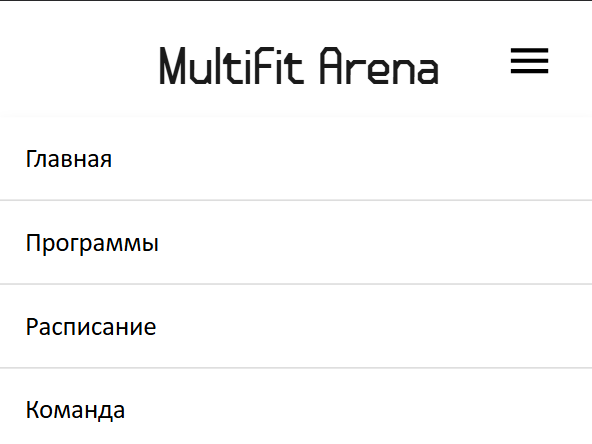 MultiFit Arena
Главная
Программы
Расписание
Команда